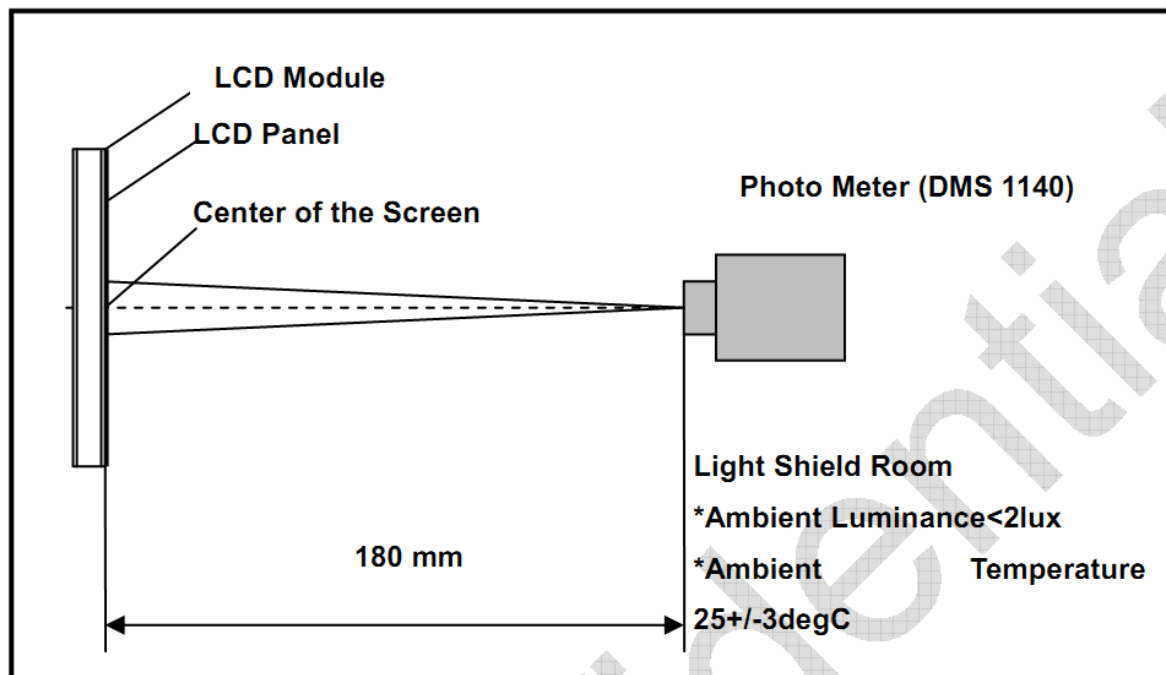 LCD Module
LCD Panel
Center of the Screen
Photo Meter (DMS 1140)
Light Shield Room
*Ambient Luminance<2lux
*Ambient Temperature
25+/-3degC
180 mm
dentia